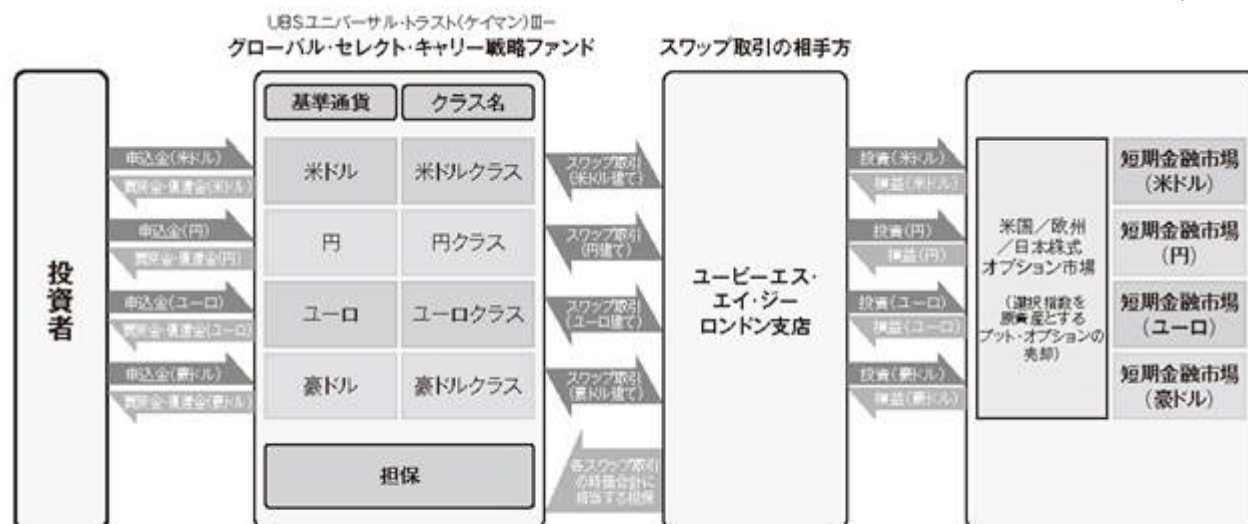 UBSユニバーサル・トラスト(ケイマン)Ⅲ－
グローバル・セレクト・キャリー戦略ファンド
スワップ取引の相手方
投資者
基準通貨
クラス名
申込金(米ドル)
買戻金・償還金(米ドル)
米ドル
米ドルクラス
スワップ取引
(米ドル建て)
投資(米ドル)
損益(米ドル)
短期金融市場
(米ドル)
申込金(円)
買戻金・償還金(円)
円
円クラス
スワップ取引
(円建て)
投資(円)
損益(円)
短期金融市場
(円)
申込金(ユーロ)
買戻金・償還金(ユーロ)
ユーロ
ユーロクラス
スワップ取引
(ユーロ建て)
投資(ユーロ)
損益(ユーロ)
短期金融市場
(ユーロ)
申込金(豪ドル)
買戻金・償還金(豪ドル)
豪ドル
豪ドルクラス
スワップ取引
(豪ドル建て)
投資(豪ドル)
損益(豪ドル)
短期金融市場
(豪ドル)
ユービーエス・
エイ・ジー
ロンドン支店
米国／欧州
／日本株式
オプション市場
(選択指数を
原資産とする
プット・オプションの
売却)
担保
各スワップ取引
の時価合計に
相当する担保